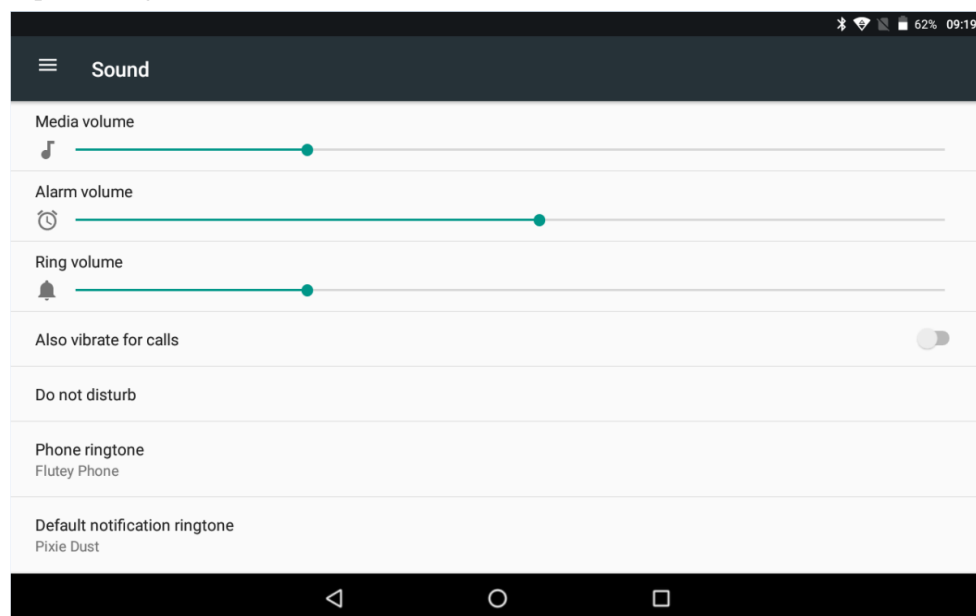 62% 09:19
Sound
Media volume
Alarm volume
Ring volume
Also vibrate for calls
Do not disturb
Phone ringtone
Flutey Phone
Default notification ringtone
Pixie Dust